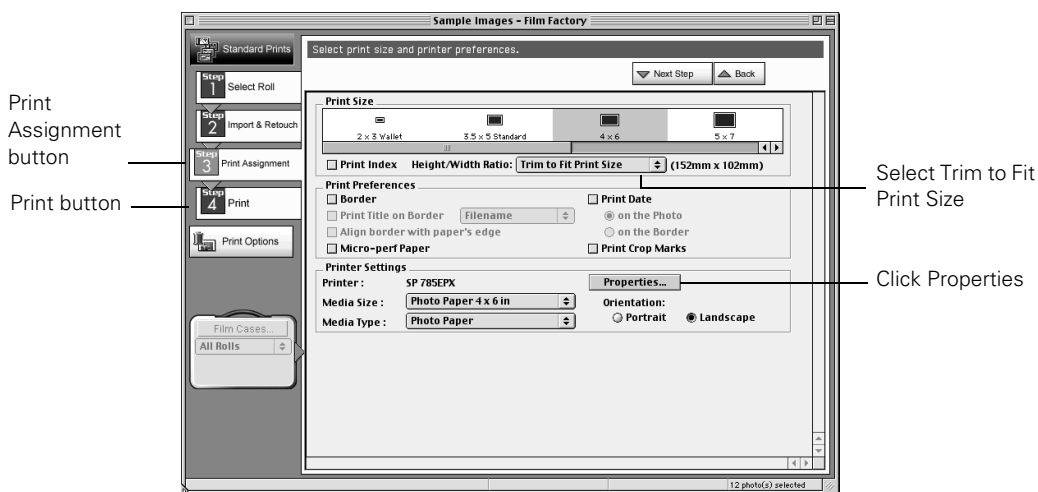 Sample Images - Film Factory
Standard Prints
Select print size and printer preferences.
Next Step
Back
Step 1
Select Roll
Step 2
Import & Retouch
Step 3
Print Assignment
Step 4
Print
Print Options
Film Cases...
All Rolls
Print Size
2 x 3 Wallet
3.5 x 5 Standard
4 x 6
5 x 7
Print Index
Height/Width Ratio:
Trim to Fit Print Size
(152mm x 102mm)
Print Preferences
Border
Print Date
Print Title on Border
Filename
on the Photo
Align border with paper's edge
on the Border
Micro-perf Paper
Print Crop Marks
Printer Settings
Printer :
SP 785EPX
Properties...
Media Size :
Photo Paper 4 x 6 in
Orientation:
Media Type :
Photo Paper
Portrait
Landscape
12 photo(s) selected
Print
Assignment
button
Print button
Select Trim to Fit
Print Size
Click Properties